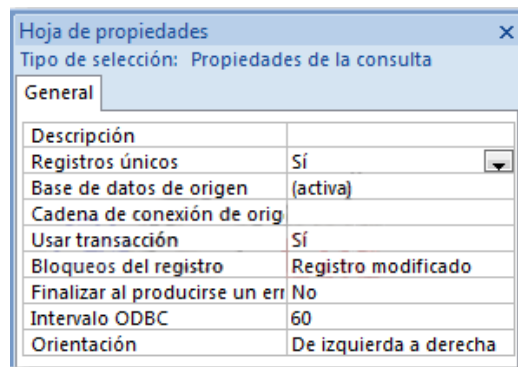 Hoja de propiedades
Tipo de selección: Propiedades de la consulta
General
Descripción
Registros únicos Sí
Base de datos de origen (activa)
Cadena de conexión de orig
Usar transacción Sí
Bloqueos del registro Registro modificado
Finalizar al producirse un err No
Intervalo ODBC 60
Orientación De izquierda a derecha